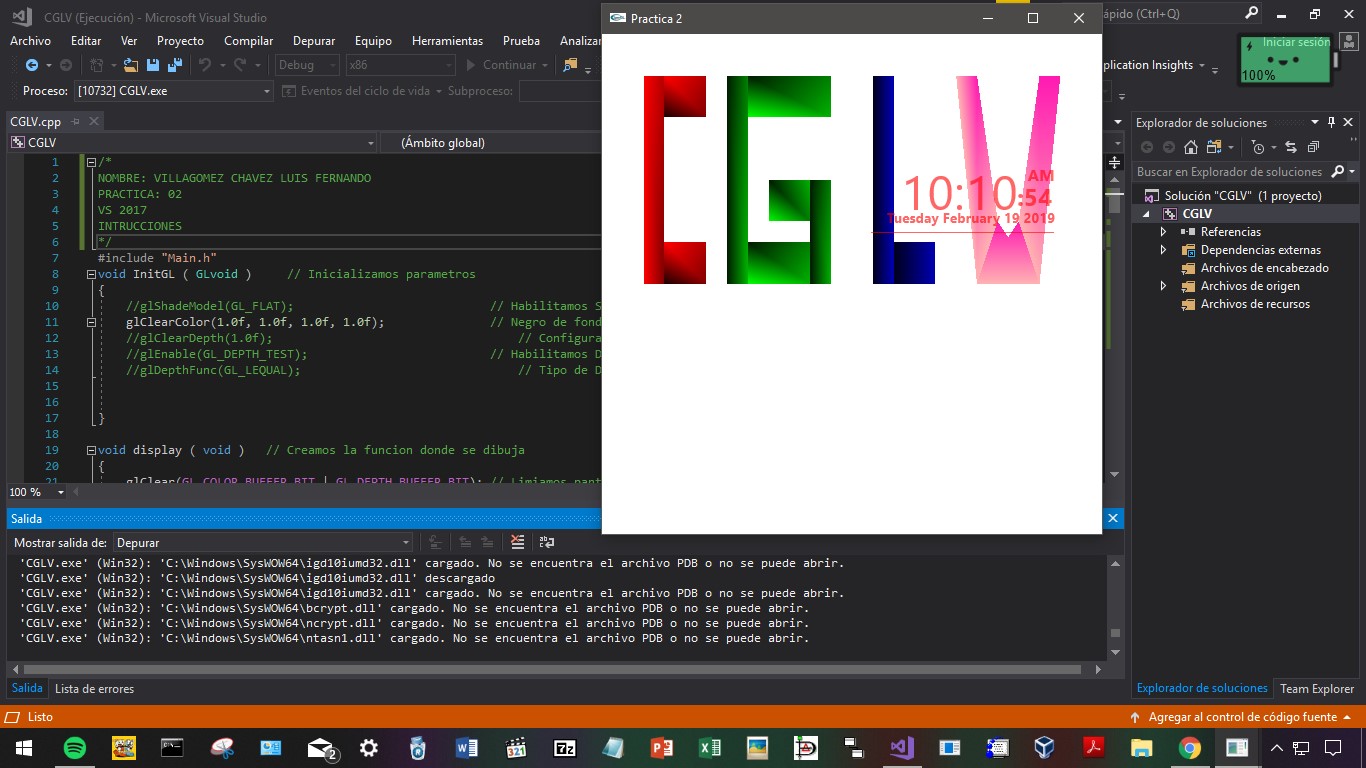 CGLV (Ejecución) - Microsoft Visual Studio
Practica 2
ápido (Ctrl+Q)
Archivo Editar Ver Proyecto Compilar Depurar Equipo Herramientas Prueba Analizar
Iniciar sesión
100%
Debug x86 Continuar
plication Insights
Proceso: [10732] CGLV.exe Eventos del ciclo de vida Subproceso:
CGLV.cpp
CGLV (Ámbito global)
1 /*
2 NOMBRE: VILLAGOMEZ CHAVEZ LUIS FERNANDO
3 PRACTICA: 02
4 VS 2017
5 INTRUCCIONES
6 */
7 #include "Main.h"
8 void InitGL ( GLvoid ) // Inicializamos parametros
9 {
10 //glShadeModel(GL_FLAT); // Habilitamos S
11 glClearColor(1.0f, 1.0f, 1.0f, 1.0f); // Negro de fond
12 //glClearDepth(1.0f); // Configura
13 //glEnable(GL_DEPTH_TEST); // Habilitamos D
14 //glDepthFunc(GL_LEQUAL); // Tipo de D
15
16
17 }
18
19 void display ( void ) // Creamos la funcion donde se dibuja
20 {
21 glClear(GL_COLOR_BUFFER_BIT | GL_DEPTH_BUFFER_BIT); // Limiamos pant
100 %
CGLV
10:10:54 AM
Tuesday February 19 2019
Explorador de soluciones
Buscar en Explorador de soluciones
Solución "CGLV" (1 proyecto)
CGLV
Referencias
Dependencias externas
Archivos de encabezado
Archivos de origen
Archivos de recursos
Salida
Mostrar salida de: Depurar
'CGLV.exe' (Win32): 'C:\Windows\SysWOW64\igd10iumd32.dll' cargado. No se encuentra el archivo PDB o no se puede abrir.
'CGLV.exe' (Win32): 'C:\Windows\SysWOW64\igd10iumd32.dll' descargado
'CGLV.exe' (Win32): 'C:\Windows\SysWOW64\igd10iumd32.dll' cargado. No se encuentra el archivo PDB o no se puede abrir.
'CGLV.exe' (Win32): 'C:\Windows\SysWOW64\bcrypt.dll' cargado. No se encuentra el archivo PDB o no se puede abrir.
'CGLV.exe' (Win32): 'C:\Windows\SysWOW64\ncrypt.dll' cargado. No se encuentra el archivo PDB o no se puede abrir.
'CGLV.exe' (Win32): 'C:\Windows\SysWOW64\ntasn1.dll' cargado. No se encuentra el archivo PDB o no se puede abrir.
Salida Lista de errores
Explorador de soluciones Team Explorer
Listo
Agregar al control de código fuente
2
321
7z